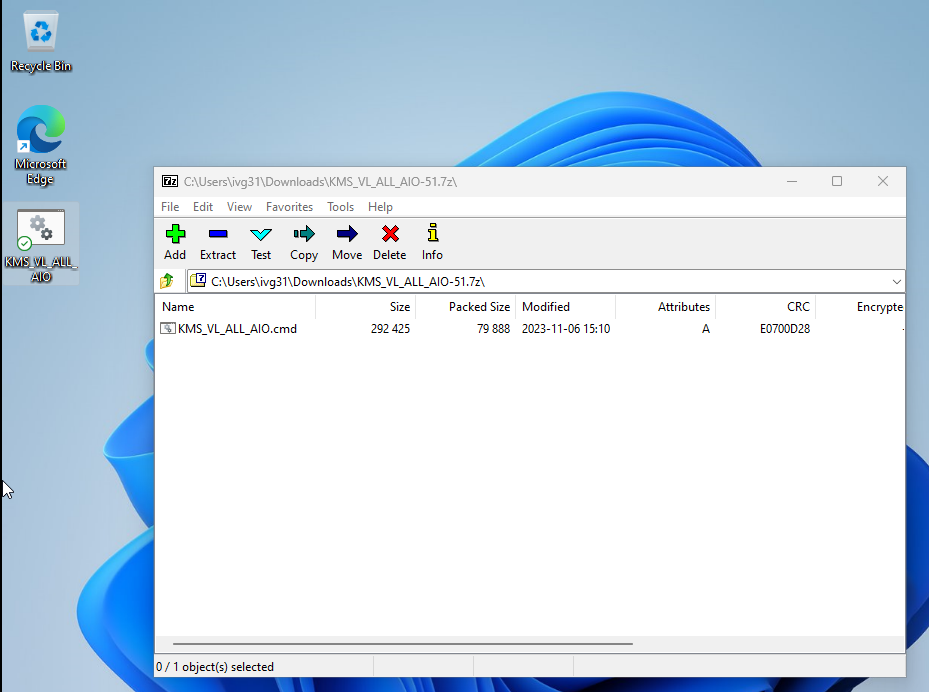 Recycle Bin
Microsoft
Edge
KMS_VL_ALL_
AIO
C:\Users\ivg31\Downloads\KMS_VL_ALL_AIO-51.7z\
File Edit View Favorites Tools Help
Add Extract Test Copy Move Delete Info
C:\Users\ivg31\Downloads\KMS_VL_ALL_AIO-51.7z\
Name Size Packed Size Modified Attributes CRC Encrypte
KMS_VL_ALL_AIO.cmd 292 425 79 888 2023-11-06 15:10 A E0700D28 -
0 / 1 object(s) selected